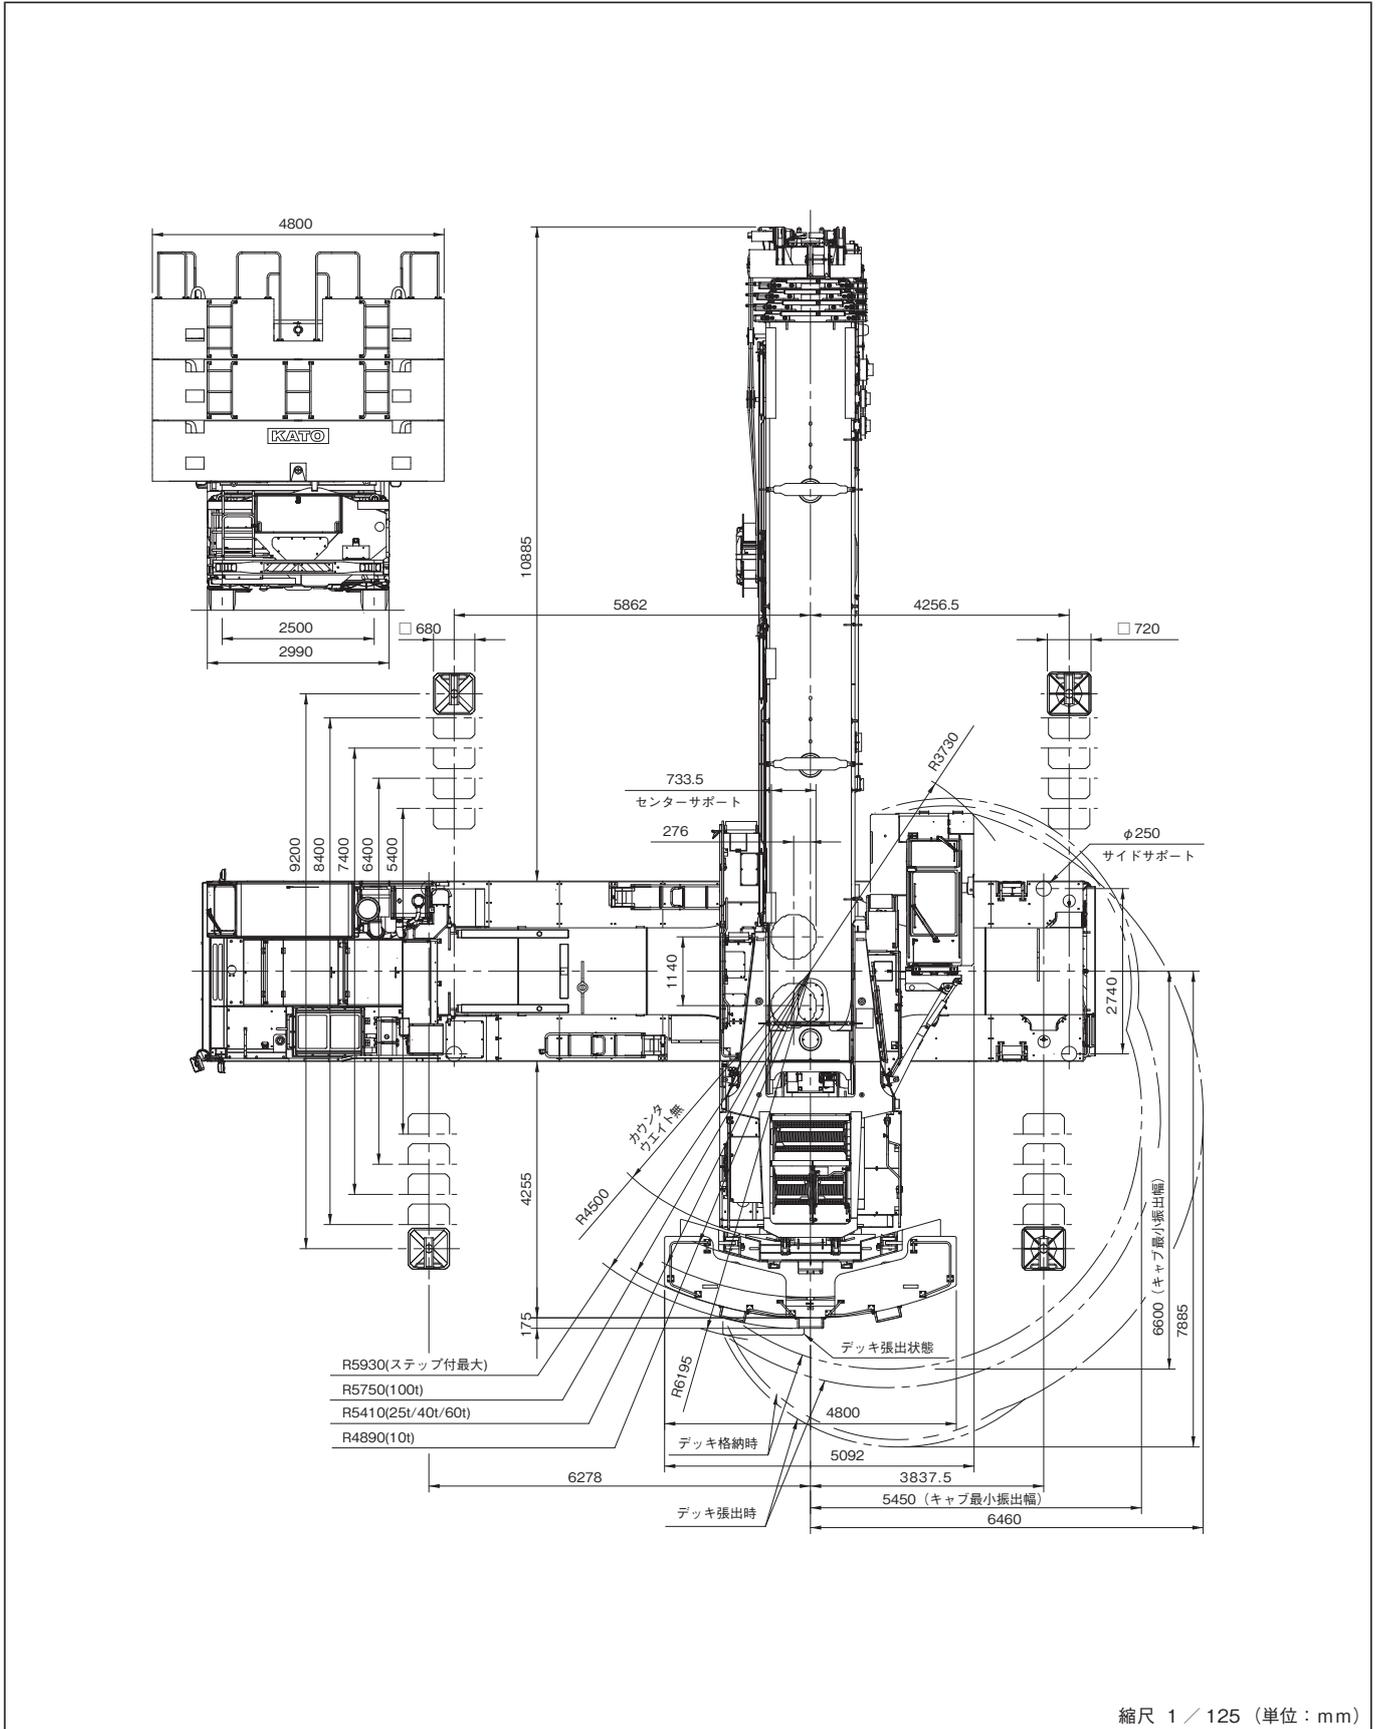 4800
KATO
10885
5862
4256.5
2500
□ 680
□ 720
2990
R3730
733.5
センターサポート
276
φ250
サイドサポート
9200
8400
7400
6400
5400
1140
2740
カウンタ
ウエイト無
R4500
4255
175
6600（キャブ最小振出幅）
7885
デッキ張出状態
R5930(ステップ付最大)
R6195
R5750(100t)
R5410(25t/40t/60t)
4800
R4890(10t)
デッキ格納時
5092
6278
3837.5
5450（キャブ最小振出幅）
デッキ張出時
6460
縮尺 1／125（単位：mm）